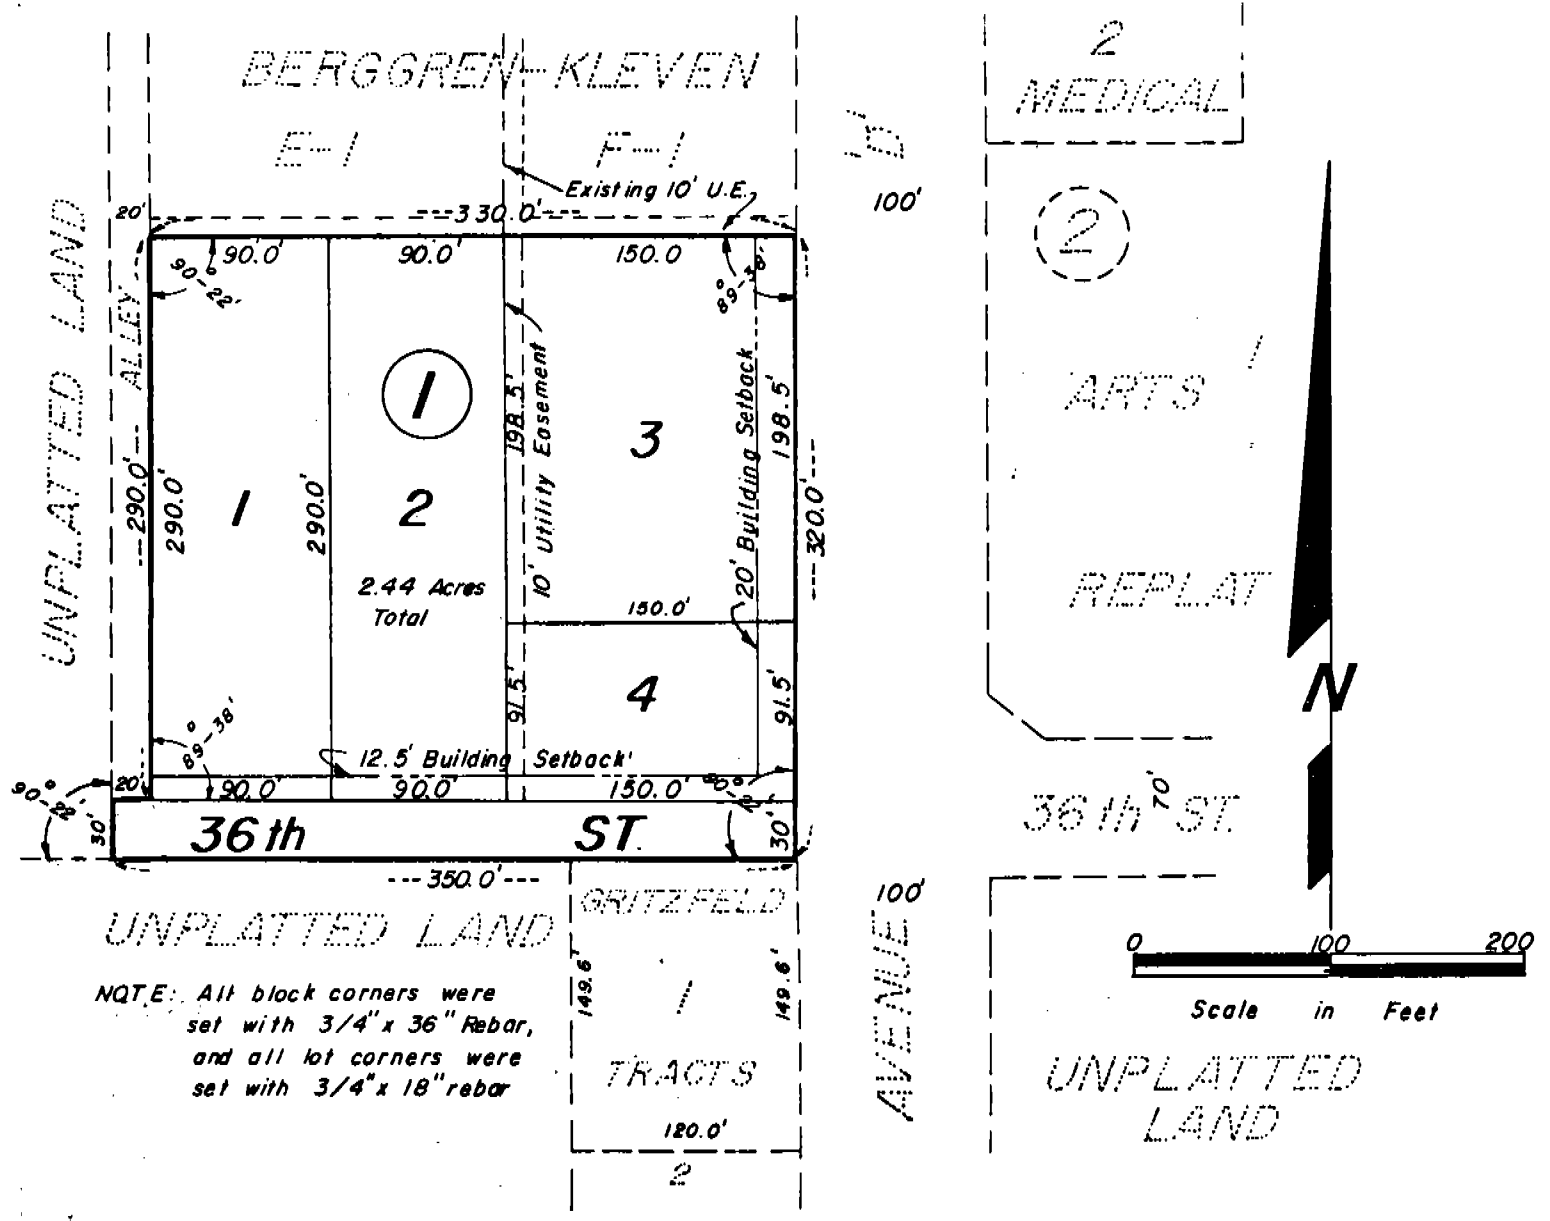 BERGGREN-KLEVEN
E-1
F-1
Existing 10' U.E.
20'
---330.0'---
90.0'
90.0'
150.0
90°-22'
89°-38'
UNPLATTED LAND
ALLEY
---290.0'---
290.0'
290.0'
1
1
2
2.44 Acres
Total
198.5'
10' Utility Easement
3
20' Building Setback
198.5'
---320.0'---
150.0'
91.5'
4
91.5'
89°-38'
12.5' Building Setback'
20'
90.0'
90.0'
150.0'
90°-22'
30'
36th ST.
30'
---350.0'---
UNPLATTED LAND
NOTE: All block corners were
set with 3/4" x 36" Rebar,
and all lot corners were
set with 3/4" x 18" rebar
GRITZFELD
149.6'
1
149.6'
TRACTS
120.0'
2
'D'
100'
100'
AVENUE
2
MEDICAL
2
1
ARTS
REPLAT
36th ST.
70'
N
0 100 200
Scale in Feet
UNPLATTED
LAND